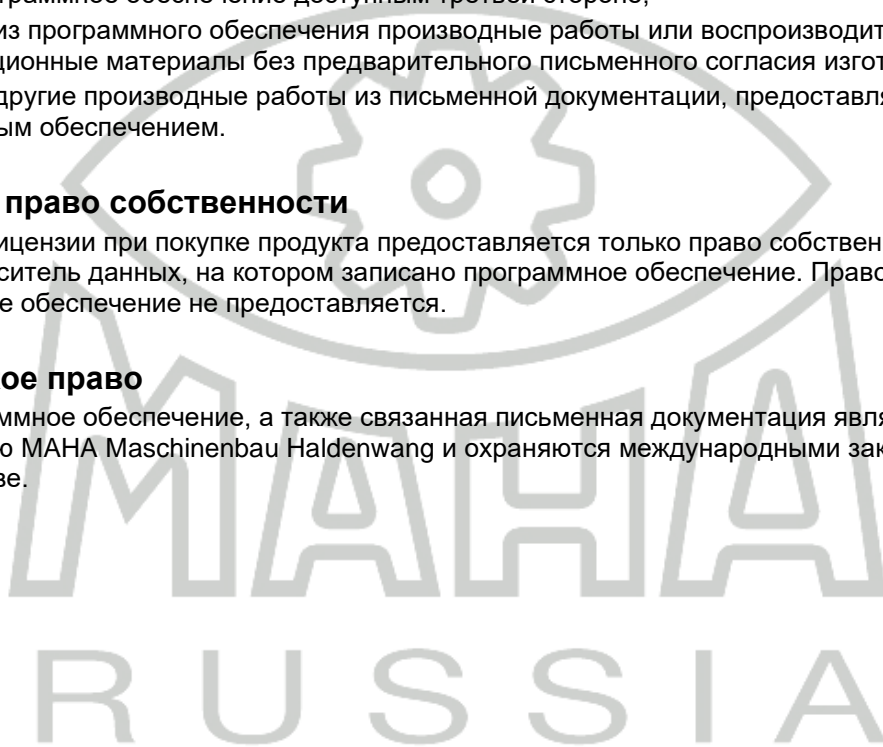 граммное обеспечение доступным третьей стороне,
из программного обеспечения производные работы или воспроизводит
ционные материалы без предварительного письменного согласия изгот
другие производные работы из письменной документации, предоставл
ым обеспечением.
право собственности
ицензии при покупке продукта предоставляется только право собствен
ситель данных, на котором записано программное обеспечение. Право
е обеспечение не предоставляется.
ое право
ммное обеспечение, а также связанная письменная документация явл
ю МАНА Maschinenbau Haldenwang и охраняются международными зак
ве.
MAHA
RUSSIA